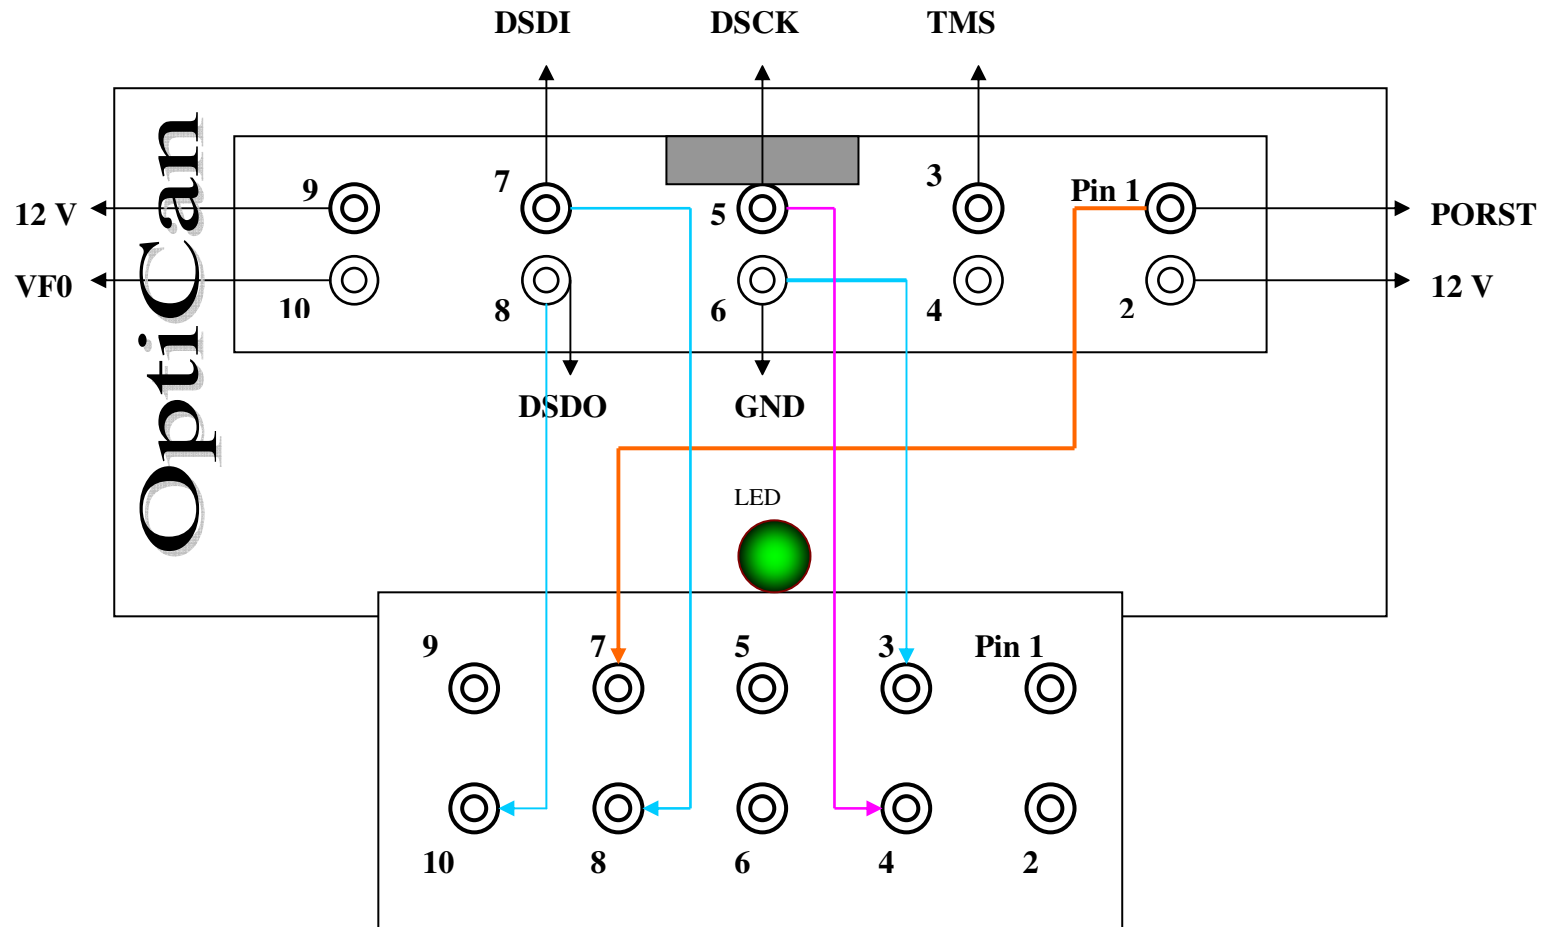 DSDI DSCK TMS
OptiCan
9 7 5 3 Pin 1
12 V PORST
VF0 12 V
10 8 6 4 2
DSDO GND
LED
9 7 5 3 Pin 1
10 8 6 4 2